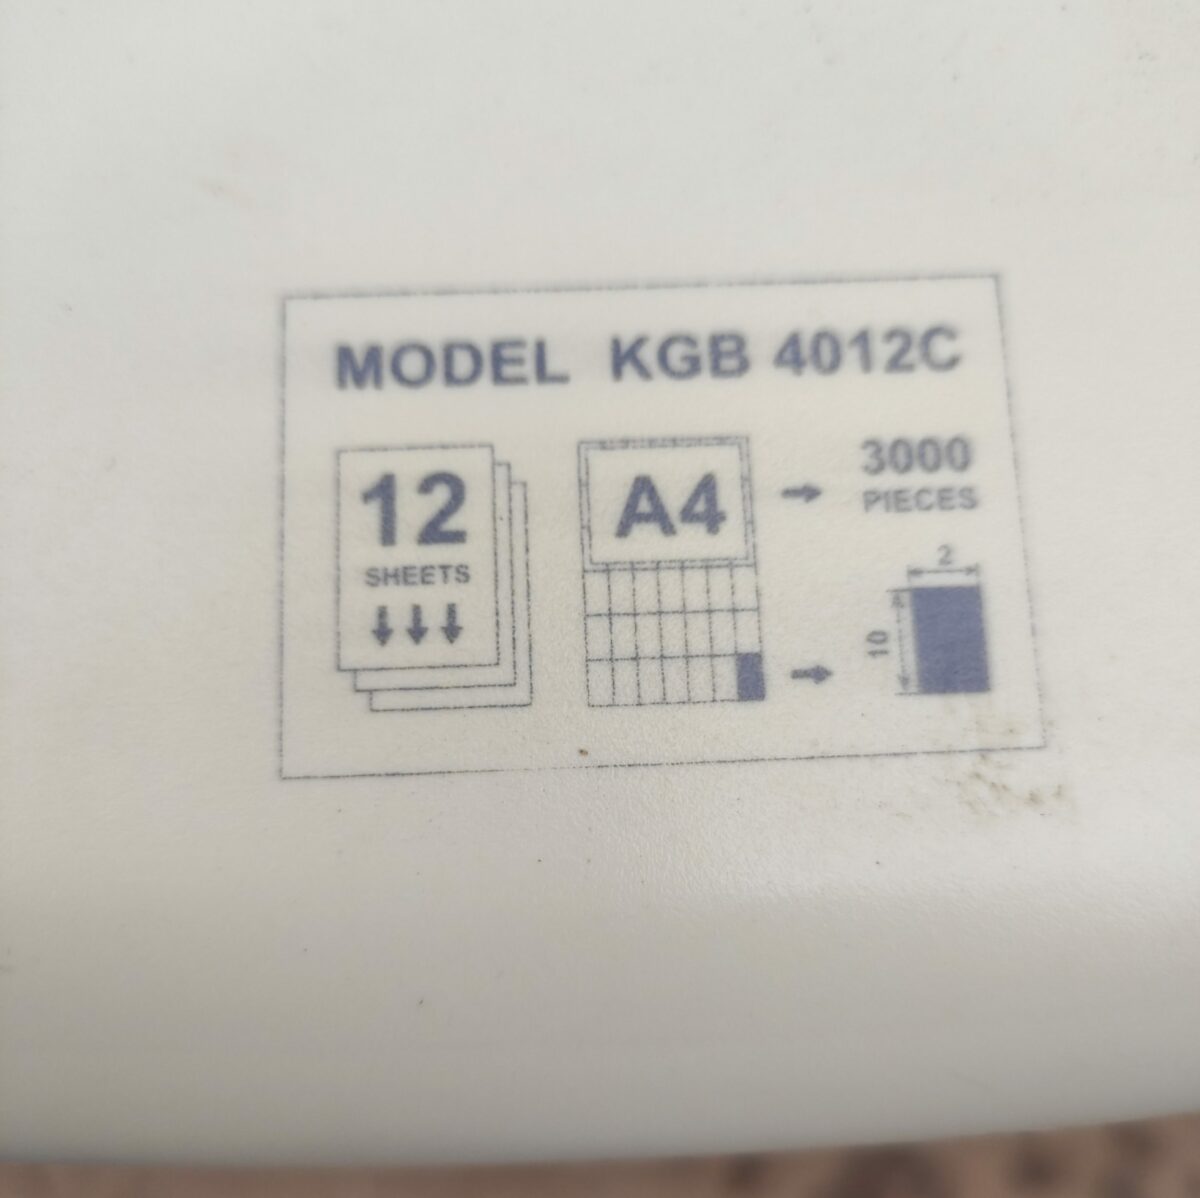 MODEL KGB 4012C
12
SHEETS
A4
3000
PIECES
2
10